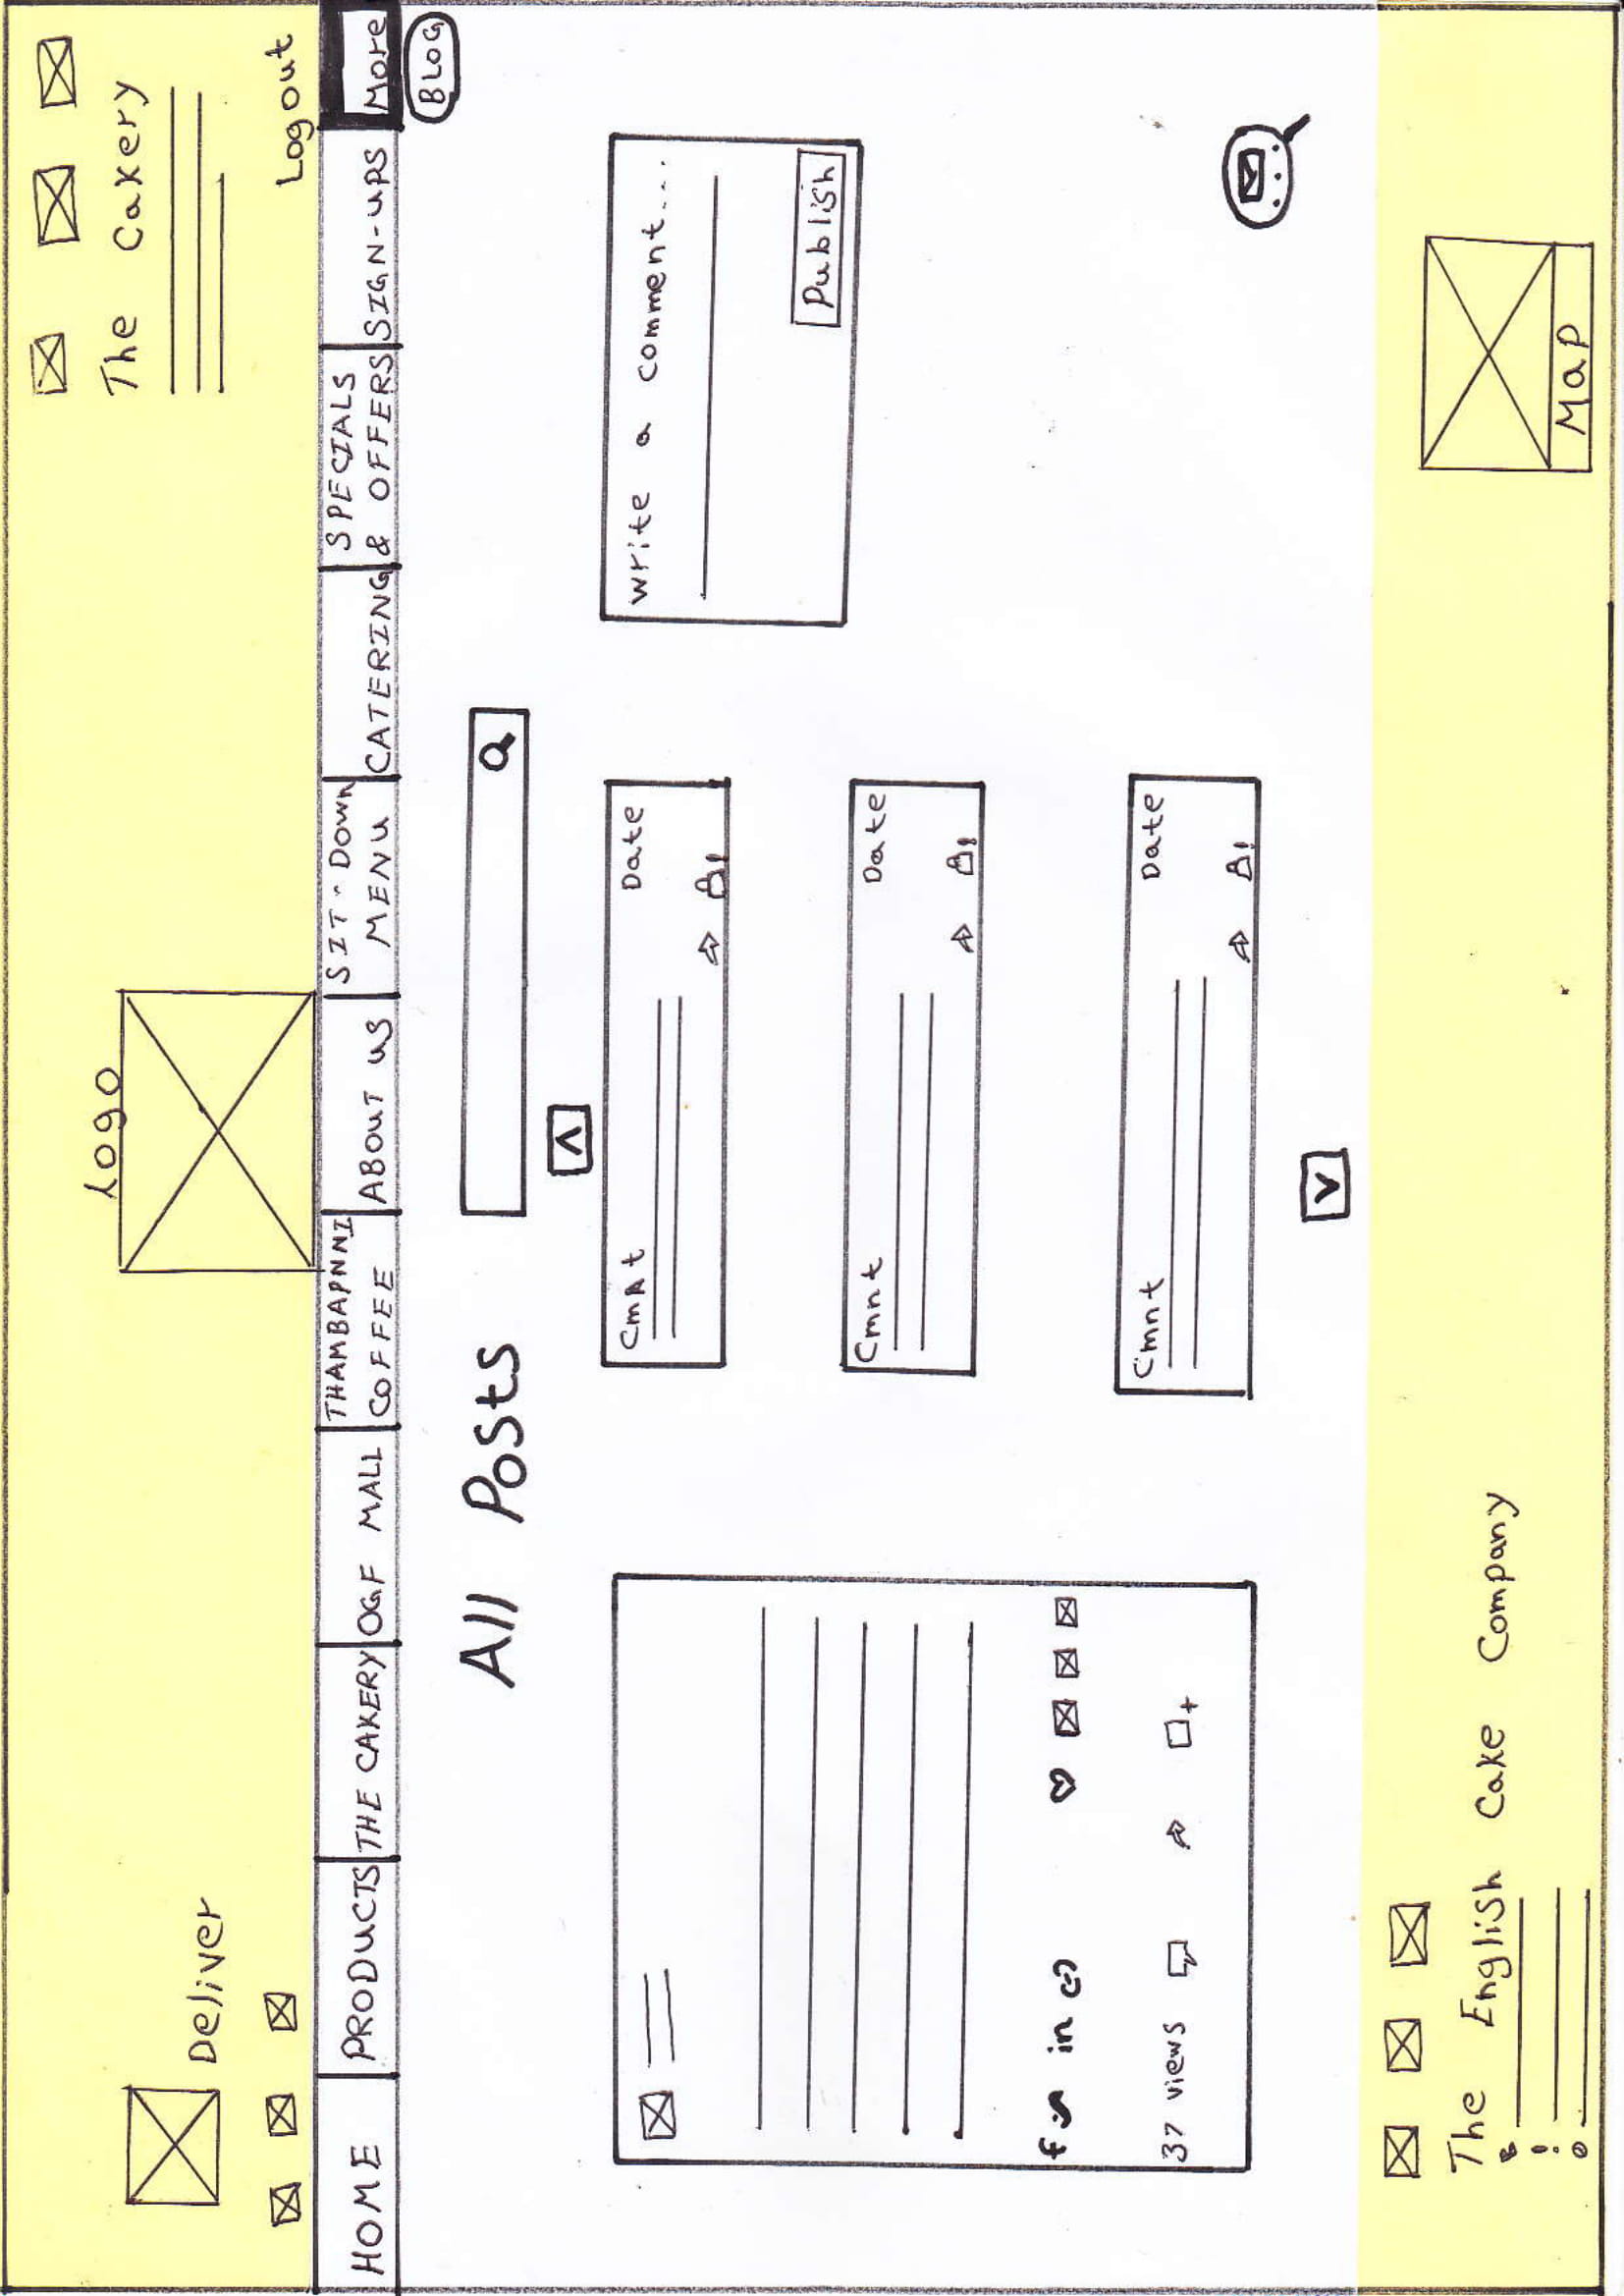 Logo
The Cakery
Deliver
Logout
HOME
PRODUCTS
THE CAKERY
OGF MALL
THAMBAPNNI
COFFEE
ABOUT US
SIT-DOWN
MENU
CATERING
SPECIALS
& OFFERS
SIGN-UPS
More
BLOG
All Posts
Cmnt Date
write a comment...
Publish
Cmnt Date
f in
37 views
Cmnt Date
The English Cake Company
Map